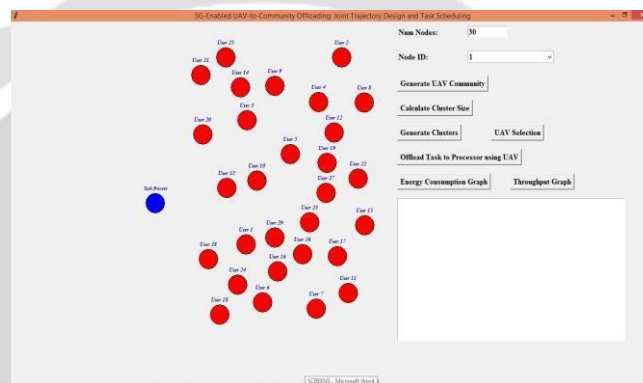 5G-Enabled UAV-to-Community Offloading: Joint Trajectory Design and Task Scheduling
Num Nodes: 30
Node ID: 1
Generate UAV Community
Calculate Cluster Size
Generate Clusters
UAV Selection
Offload Task to Processor using UAV
Energy Consumption Graph
Throughput Graph
User 25
User 2
User 21
User 14
User 9
User 4
User 8
User 3
User 20
User 12
User 5
User 19
User 13
User 10
User 22
User 27
Task Process
User 23
User 15
User 1
User 29
User 28
User 26
User 17
User 16
User 24
User 6
User 11
User 18
User 7
SCREENS - Microsoft Word